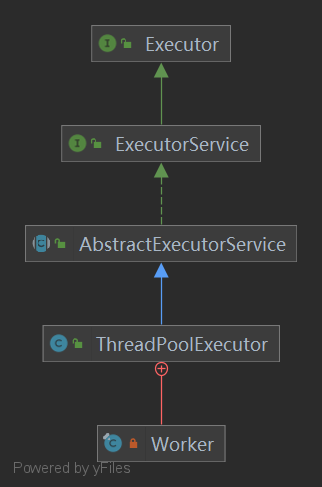 Executor
ExecutorService
AbstractExecutorService
ThreadPoolExecutor
Worker
Powered by yFiles